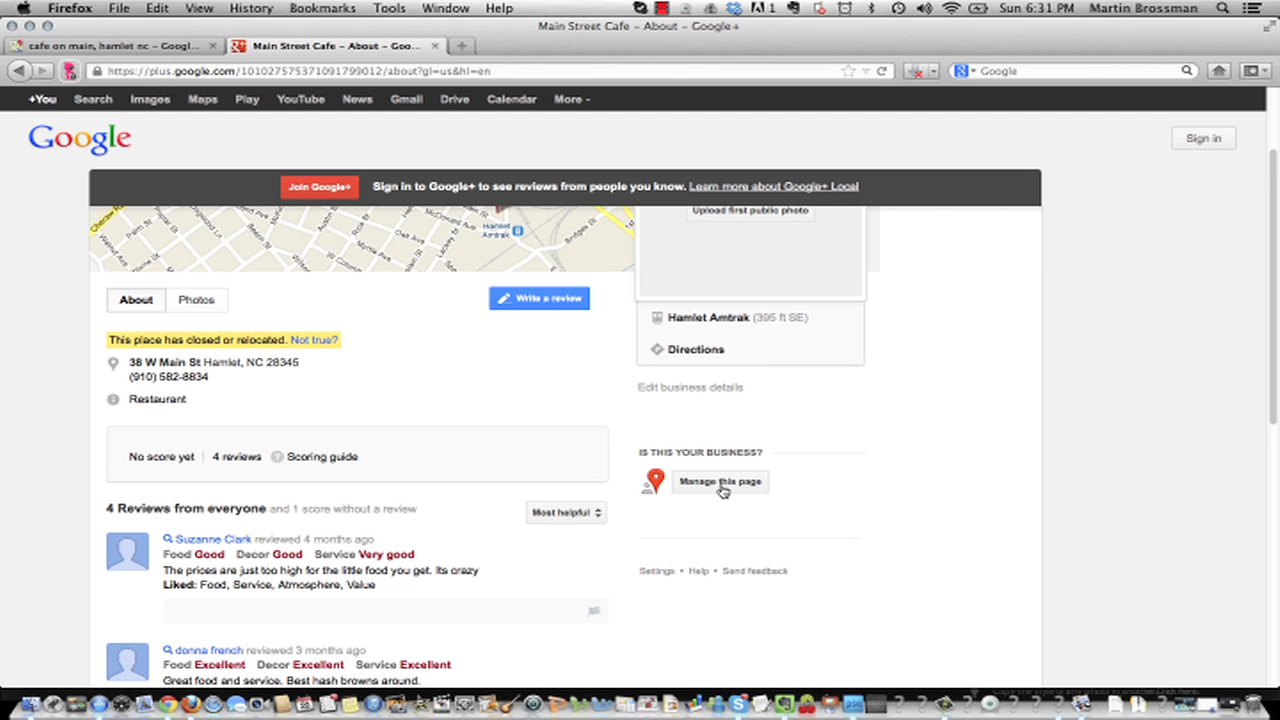 Firefox File Edit View History Bookmarks Tools Window Help 1 Sun 6:31 PM Martin Brossman
Main Street Cafe – About – Google+
cafe on main, hamlet nc – Googl... Main Street Cafe – About – Goo...
https://plus.google.com/101027575371091799012/about?gl=us&hl=en Google
+You Search Images Maps Play YouTube News Gmail Drive Calendar More
Google Sign in
Join Google+ Sign in to Google+ to see reviews from people you know. Learn more about Google+ Local
Upload first public photo
Hamlet Amtrak
About Photos Write a review
Hamlet Amtrak (395 ft SE)
This place has closed or relocated. Not true?
Directions
38 W Main St Hamlet, NC 28345
(910) 582-8834
Edit business details
Restaurant
IS THIS YOUR BUSINESS?
No score yet 4 reviews Scoring guide
Manage this page
4 Reviews from everyone and 1 score without a review Most helpful
Suzanne Clark reviewed 4 months ago
Food Good Decor Good Service Very good
The prices are just too high for the little food you get. Its crazy
Liked: Food, Service, Atmosphere, Value
Settings • Help • Send feedback
donna french reviewed 3 months ago
Food Excellent Decor Excellent Service Excellent
Great food and service. Best hash browns around.